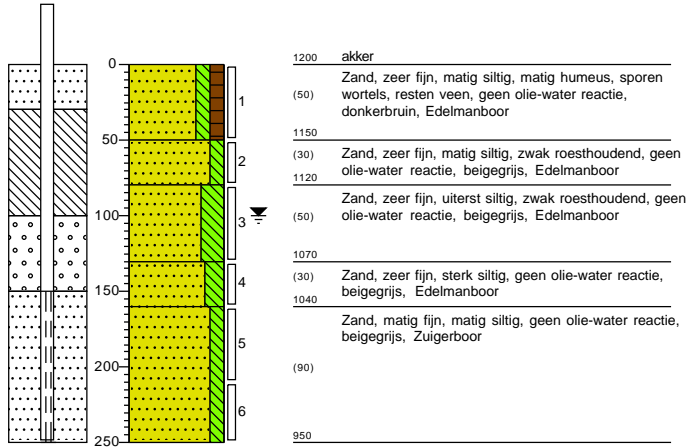 1200 akker
0
Zand, zeer fijn, matig siltig, matig humeus, sporen
(50) wortels, resten veen, geen olie-water reactie,
donkerbruin, Edelmanboor
1
1150
50
(30) Zand, zeer fijn, matig siltig, zwak roesthoudend, geen
olie-water reactie, beigegrijs, Edelmanboor
2
1120
Zand, zeer fijn, uiterst siltig, zwak roesthoudend, geen
(50) olie-water reactie, beigegrijs, Edelmanboor
100
3
1070
(30) Zand, zeer fijn, sterk siltig, geen olie-water reactie,
beigegrijs, Edelmanboor
4
150
1040
Zand, matig fijn, matig siltig, geen olie-water reactie,
beigegrijs, Zuigerboor
5
200
(90)
6
250
950